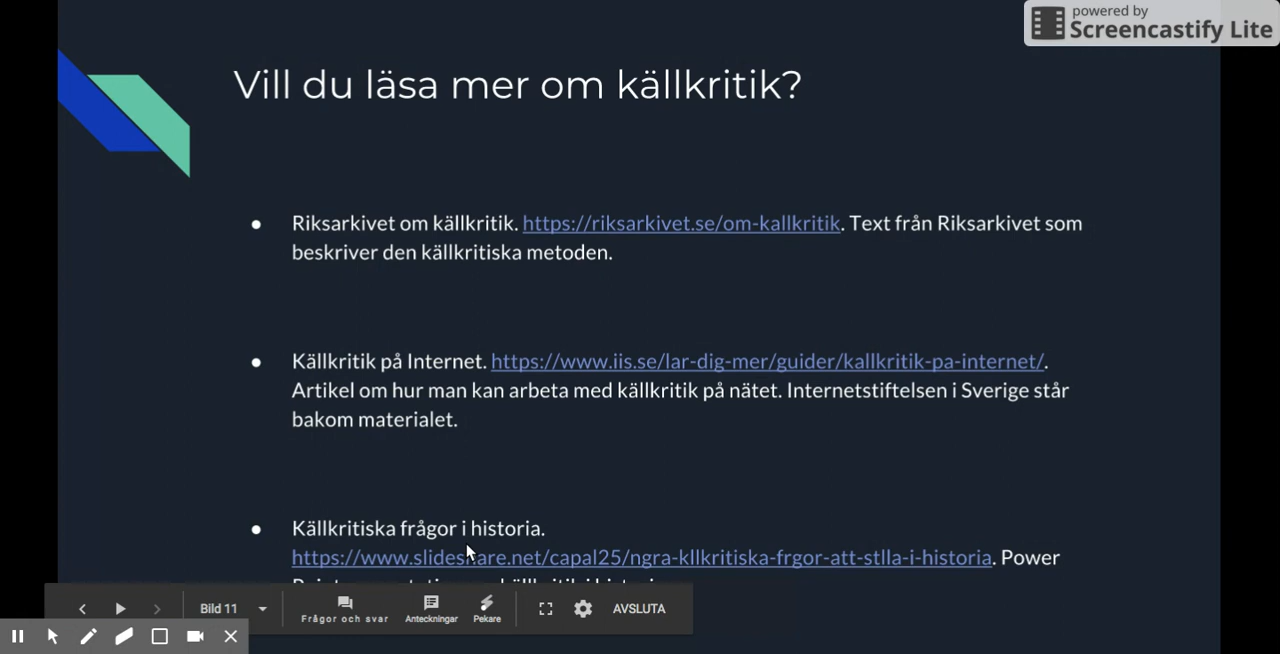 powered by
Screencastify Lite
Vill du läsa mer om källkritik?
● Riksarkivet om källkritik. https://riksarkivet.se/om-kallkritik. Text från Riksarkivet som
beskriver den källkritiska metoden.
● Källkritik på Internet. https://www.iis.se/lar-dig-mer/guider/kallkritik-pa-internet/.
Artikel om hur man kan arbeta med källkritik på nätet. Internetstiftelsen i Sverige står
bakom materialet.
● Källkritiska frågor i historia.
https://www.slideshare.net/capal25/ngra-kllkritiska-frgor-att-stlla-i-historia. Power
Bild 11
Frågor och svar
Anteckningar
Pekare
AVSLUTA